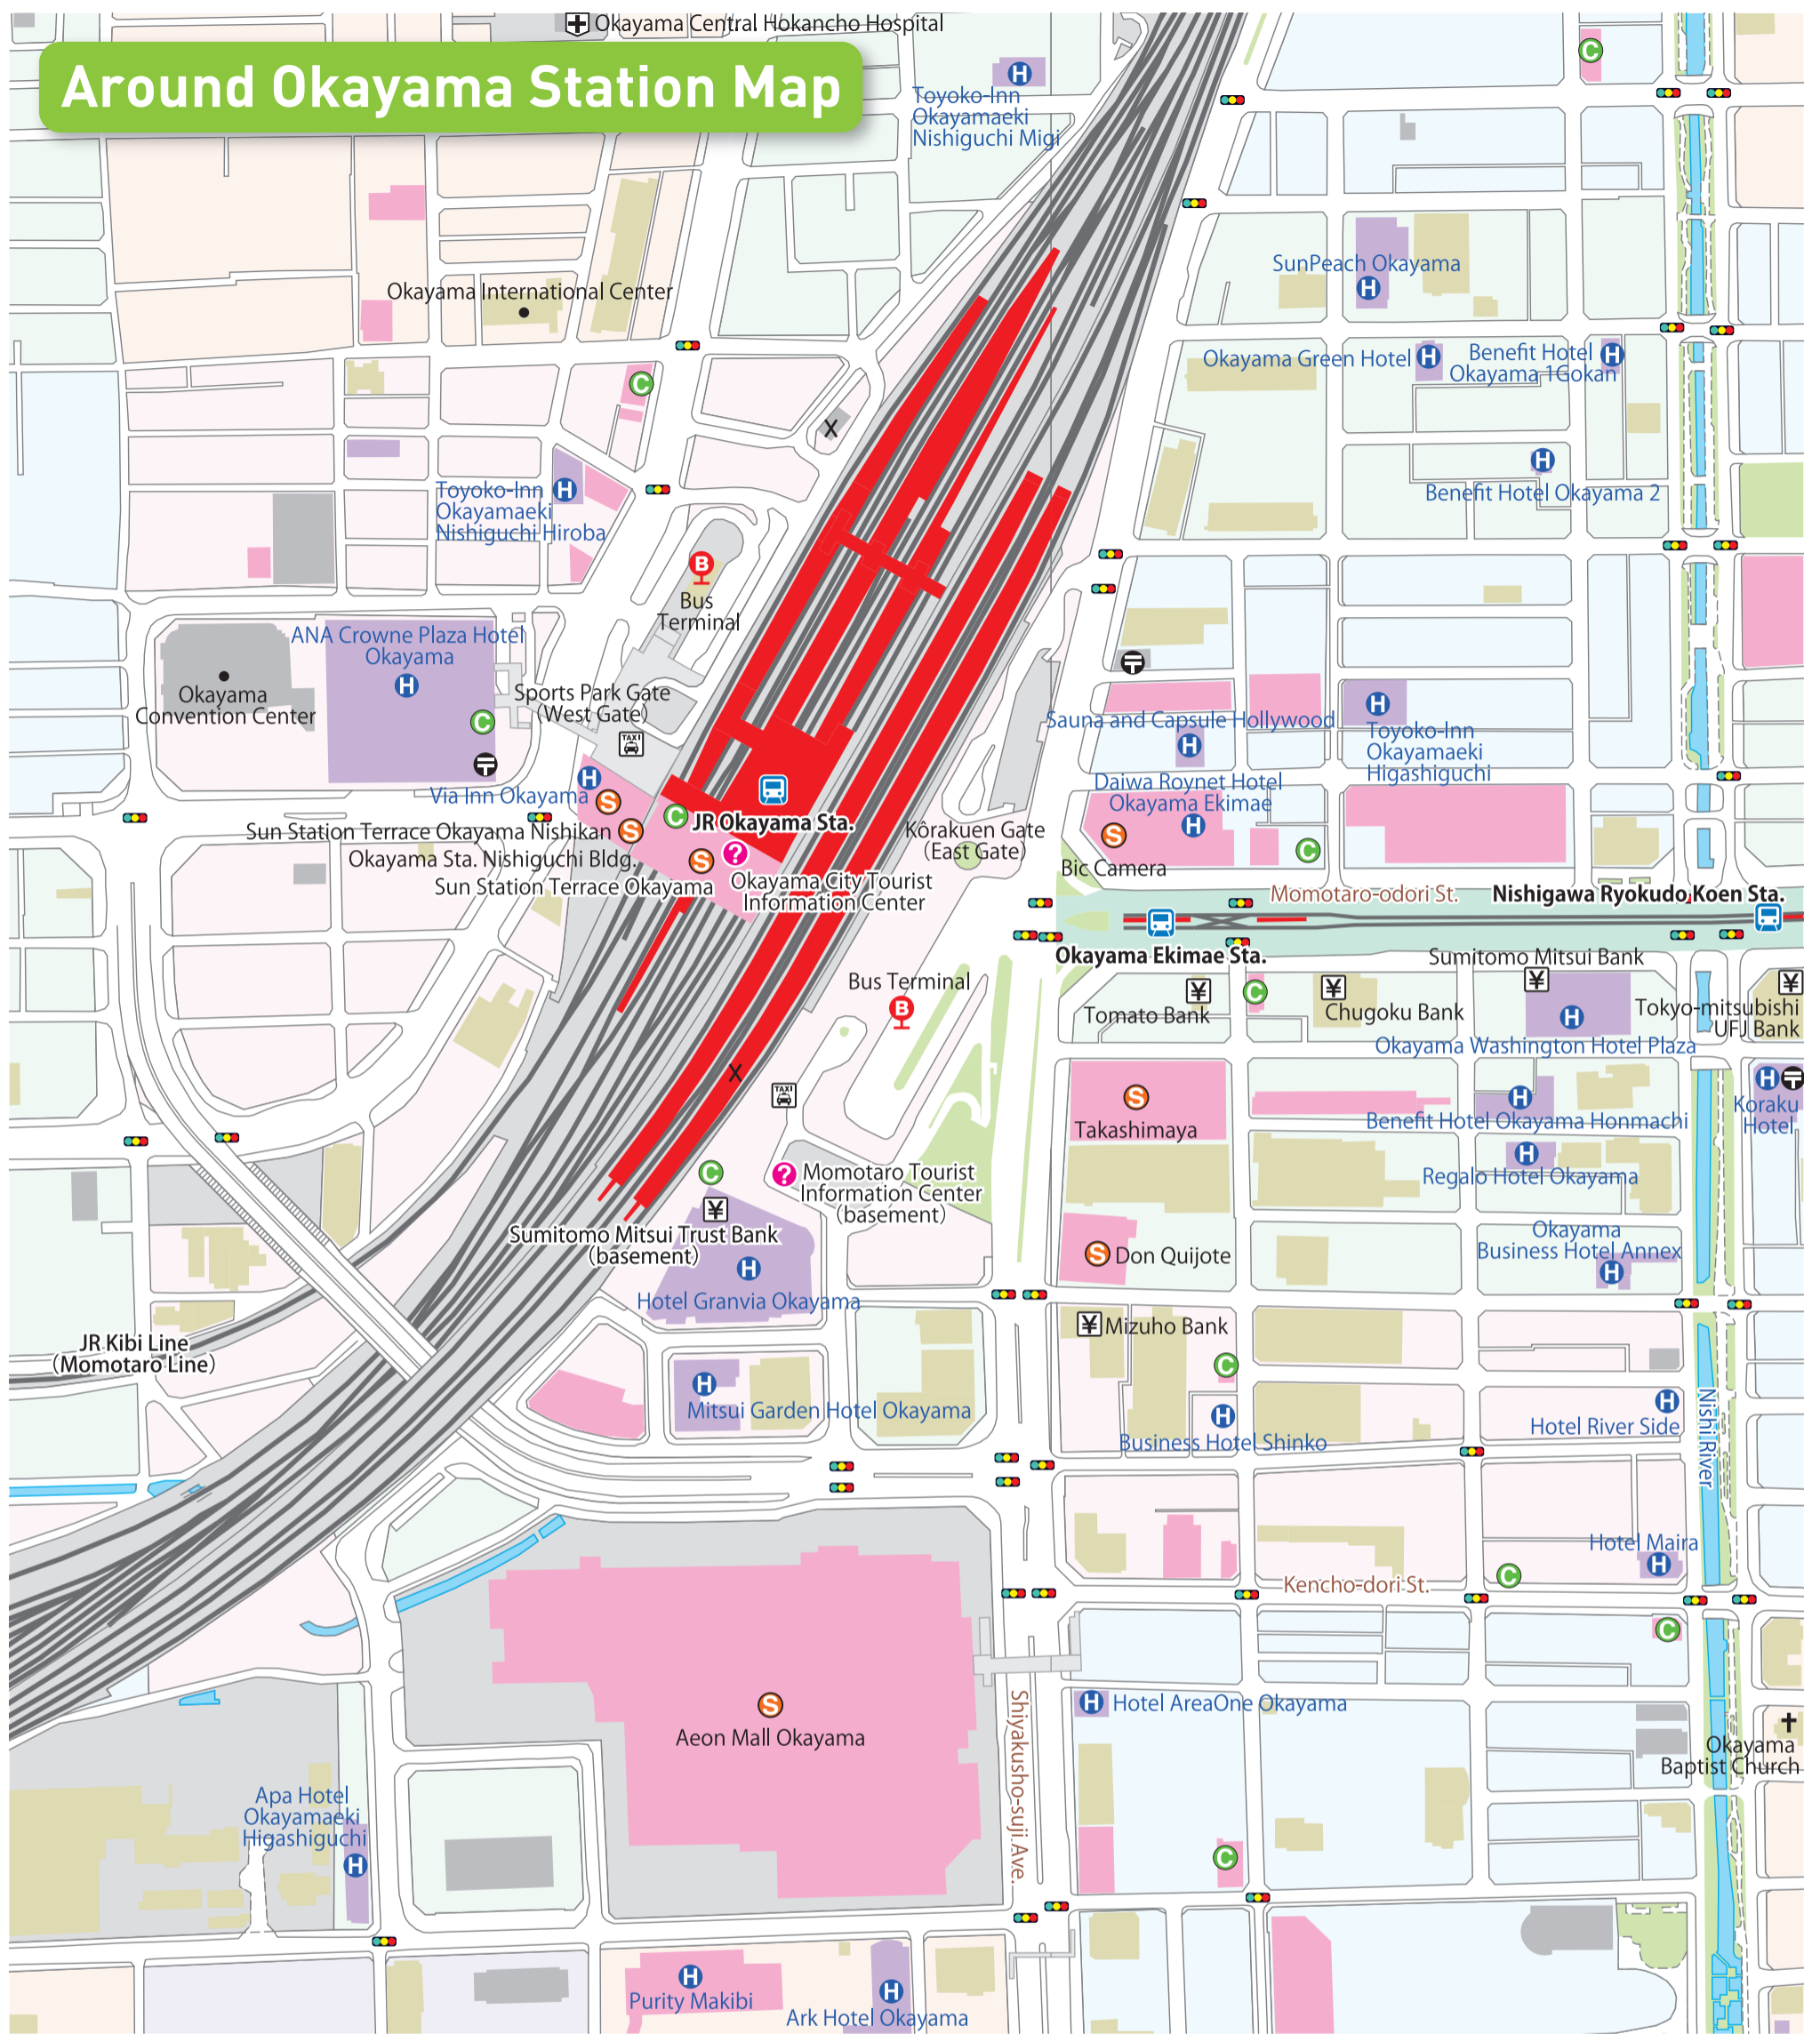 Okayama Central Hokancho Hospital
Around Okayama Station Map
Toyoko-Inn
Okayamaeki
Nishiguchi Migi
SunPeach Okayama
Okayama International Center
Okayama Green Hotel
Benefit Hotel
Okayama 1Gokan
Benefit Hotel Okayama 2
Toyoko-Inn
Okayamaeki
Nishiguchi Hiroba
Bus
Terminal
ANA Crowne Plaza Hotel
Okayama
Okayama
Convention Center
Sports Park Gate
(West Gate)
TAXI
Sauna and Capsule Hollywood
Toyoko-Inn
Okayamaeki
Higashiguchi
Daiwa Roynet Hotel
Okayama Ekimae
Via Inn Okayama
Sun Station Terrace Okayama Nishikan
Okayama Sta. Nishiguchi Bldg.
Sun Station Terrace Okayama
JR Okayama Sta.
Okayama City Tourist
Information Center
Kôrakuen Gate
(East Gate)
Bic Camera
Momotaro-odori St.
Nishigawa Ryokudo Koen Sta.
Okayama Ekimae Sta.
Sumitomo Mitsui Bank
Bus Terminal
Tomato Bank
Chugoku Bank
Tokyo-mitsubishi
UFJ Bank
Okayama Washington Hotel Plaza
TAXI
Takashimaya
Benefit Hotel Okayama Honmachi
Koraku
Hotel
Regalo Hotel Okayama
Momotaro Tourist
Information Center
(basement)
Sumitomo Mitsui Trust Bank
(basement)
Don Quijote
Okayama
Business Hotel Annex
Hotel Granvia Okayama
Mizuho Bank
JR Kibi Line
(Momotaro Line)
Mitsui Garden Hotel Okayama
Business Hotel Shinko
Hotel River Side
Nishi River
Hotel Maira
Kencho-dori St.
Shiyakusho-suji Ave.
Hotel AreaOne Okayama
Aeon Mall Okayama
Okayama
Baptist Church
Apa Hotel
Okayamaeki
Higashiguchi
Purity Makibi
Ark Hotel Okayama